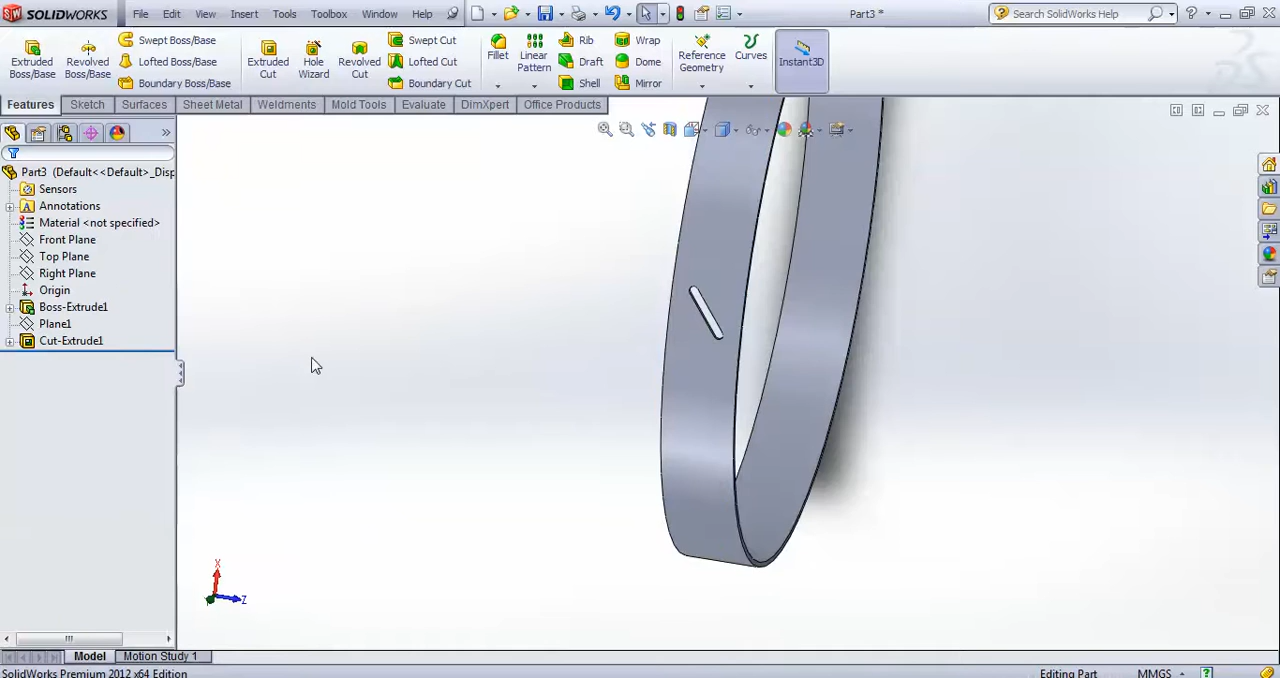 SOLIDWORKS File Edit View Insert Tools Toolbox Window Help Part3 * Search SolidWorks Help
Extruded Boss/Base
Revolved Boss/Base
Swept Boss/Base
Lofted Boss/Base
Boundary Boss/Base
Extruded Cut
Hole Wizard
Revolved Cut
Swept Cut
Lofted Cut
Boundary Cut
Fillet
Linear Pattern
Rib
Draft
Shell
Wrap
Dome
Mirror
Reference Geometry
Curves
Instant3D
Features Sketch Surfaces Sheet Metal Weldments Mold Tools Evaluate DimXpert Office Products
Part3 (Default<<Default>_Disp
Sensors
Annotations
Material <not specified>
Front Plane
Top Plane
Right Plane
Origin
Boss-Extrude1
Plane1
Cut-Extrude1
X
Z
Model Motion Study 1
SolidWorks Premium 2012 x64 Edition Editing Part MMGS